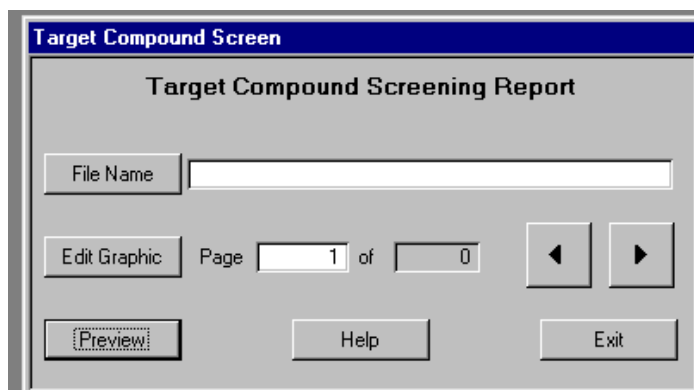 Target Compound Screen
Target Compound Screening Report
File Name
Edit Graphic Page 1 of 0
Preview Help Exit